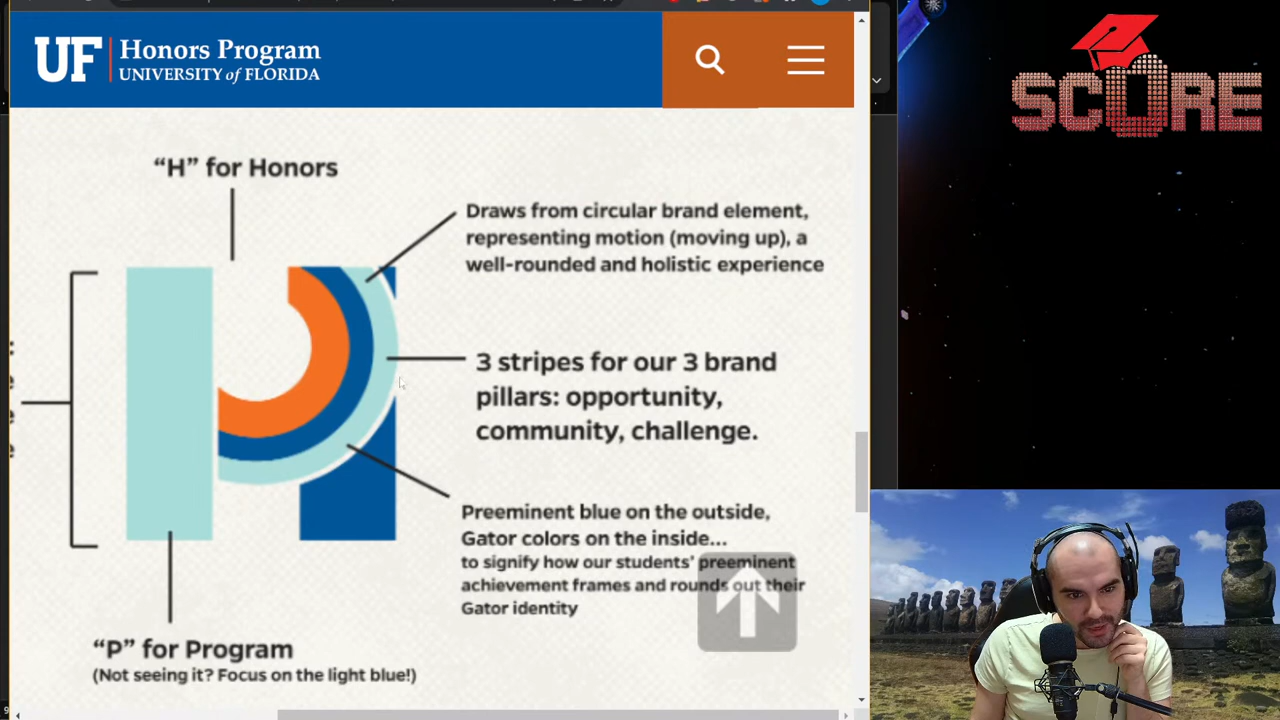 UF
Honors Program
UNIVERSITY of FLORIDA
SCORE
“H” for Honors
Draws from circular brand element,
representing motion (moving up), a
well-rounded and holistic experience
3 stripes for our 3 brand
pillars: opportunity,
community, challenge.
Preeminent blue on the outside,
Gator colors on the inside...
to signify how our students’ preeminent
achievement frames and rounds out their
Gator identity
“P” for Program
(Not seeing it? Focus on the light blue!)